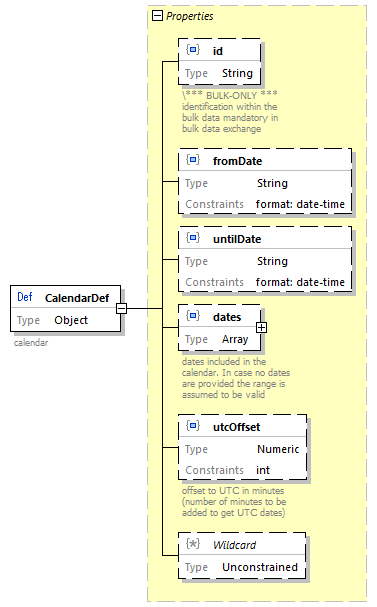 Properties
id
Type String
\*** BULK-ONLY ***
identification within the
bulk data mandatory in
bulk data exchange
fromDate
Type String
Constraints format: date-time
untilDate
Type String
Constraints format: date-time
Def CalendarDef
Type Object
calendar
dates
Type Array
dates included in the
calendar. In case no dates
are provided the range is
assumed to be valid
utcOffset
Type Numeric
Constraints int
offset to UTC in minutes
(number of minutes to be
added to get UTC dates)
{*} Wildcard
Type Unconstrained